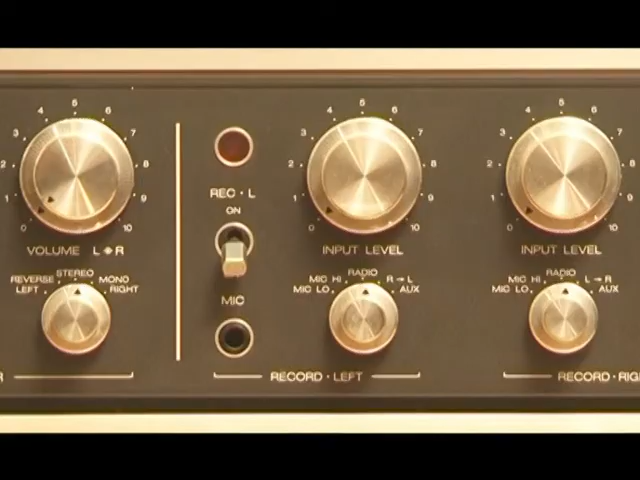 0 1 2 3 4 5 6 7 8 9 10
VOLUME L R
REVERSE STEREO MONO
LEFT RIGHT
REC · L
ON
MIC
0 1 2 3 4 5 6 7 8 9 10
INPUT LEVEL
MIC HI RADIO R→L
MIC LO AUX
RECORD · LEFT
0 1 2 3 4 5 6 7 8 9 10
INPUT LEVEL
MIC HI RADIO L→R
MIC LO AUX
RECORD · RIG